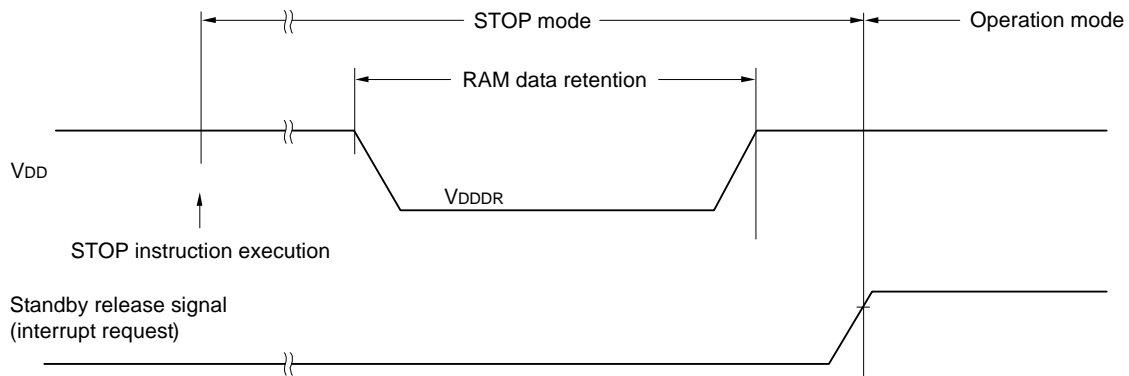 STOP mode
Operation mode
RAM data retention
VDD
VDDDR
STOP instruction execution
Standby release signal
(interrupt request)